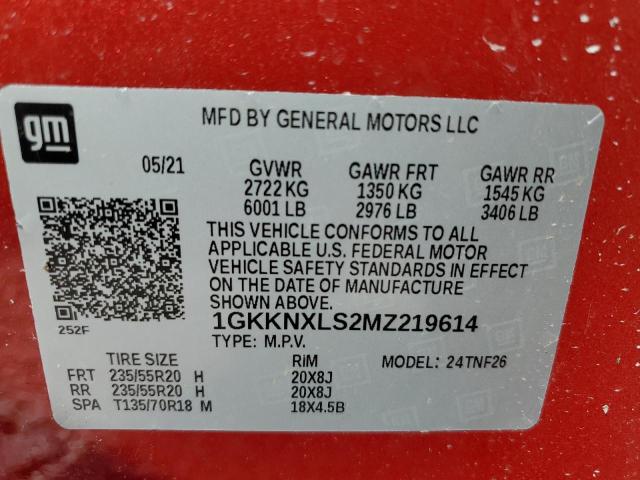 gm
MFD BY GENERAL MOTORS LLC
05/21 GVWR GAWR FRT GAWR RR
2722 KG 1350 KG 1545 KG
6001 LB 2976 LB 3406 LB
THIS VEHICLE CONFORMS TO ALL
APPLICABLE U.S. FEDERAL MOTOR
VEHICLE SAFETY STANDARDS IN EFFECT
ON THE DATE OF MANUFACTURE
SHOWN ABOVE.
252F
1GKKNXLS2MZ219614
TYPE: M.P.V.
TIRE SIZE RiM MODEL: 24TNF26
FRT 235/55R20 H 20X8J
RR 235/55R20 H 20X8J
SPA T135/70R18 M 18X4.5B